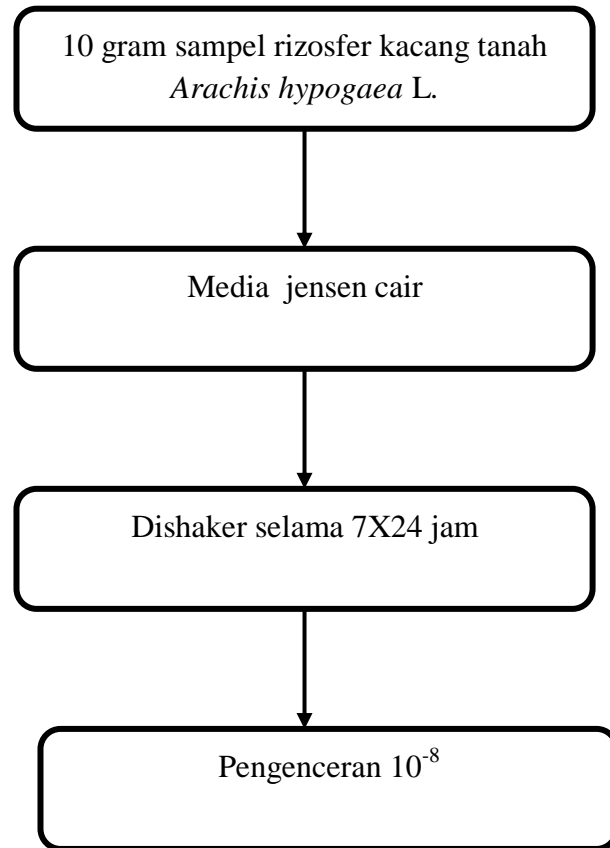 10 gram sampel rizosfer kacang tanah
Arachis hypogaea L.
Media jensen cair
Dishaker selama 7X24 jam
Pengenceran 10⁻⁸